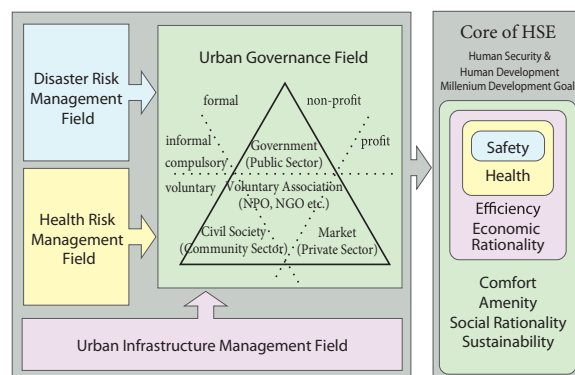 Disaster Risk
Management
Field
Health Risk
Management
Field
Urban Governance Field
formal
non-profit
informal
profit
compulsory
voluntary
Government
(Public Sector)
Voluntary Association
(NPO, NGO etc.)
Civil Society
(Community Sector)
Market
(Private Sector)
Urban Infrastructure Management Field
Core of HSE
Human Security &
Human Development
Millenium Development Goal
Safety
Health
Efficiency
Economic
Rationality
Comfort
Amenity
Social Rationality
Sustainability